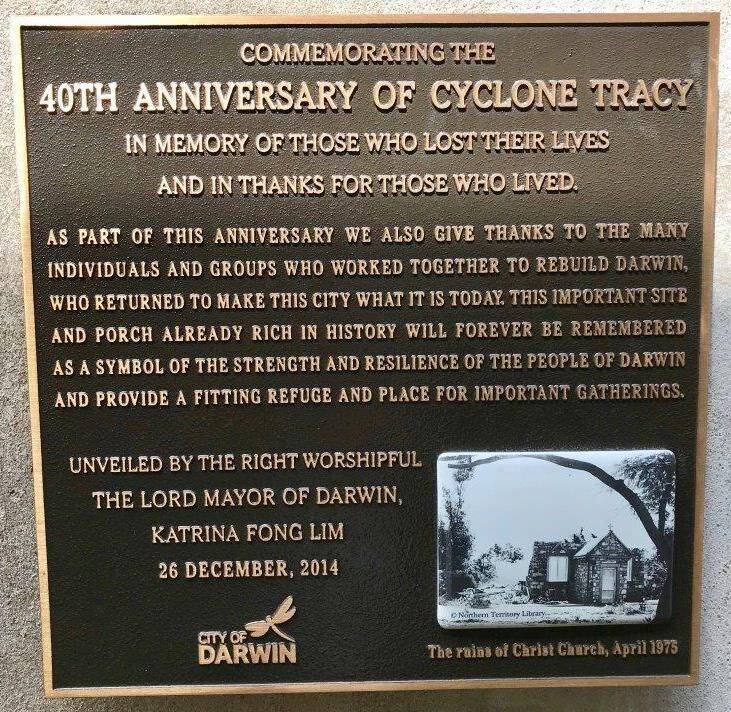 COMMEMORATING THE
40TH ANNIVERSARY OF CYCLONE TRACY
IN MEMORY OF THOSE WHO LOST THEIR LIVES
AND IN THANKS FOR THOSE WHO LIVED.
AS PART OF THIS ANNIVERSARY WE ALSO GIVE THANKS TO THE MANY
INDIVIDUALS AND GROUPS WHO WORKED TOGETHER TO REBUILD DARWIN,
WHO RETURNED TO MAKE THIS CITY WHAT IT IS TODAY. THIS IMPORTANT SITE
AND PORCH ALREADY RICH IN HISTORY WILL FOREVER BE REMEMBERED
AS A SYMBOL OF THE STRENGTH AND RESILIENCE OF THE PEOPLE OF DARWIN
AND PROVIDE A FITTING REFUGE AND PLACE FOR IMPORTANT GATHERINGS.
UNVEILED BY THE RIGHT WORSHIPFUL
THE LORD MAYOR OF DARWIN,
KATRINA FONG LIM
26 DECEMBER, 2014
CITY OF
DARWIN
© Northern Territory Library
The ruins of Christ Church, April 1975